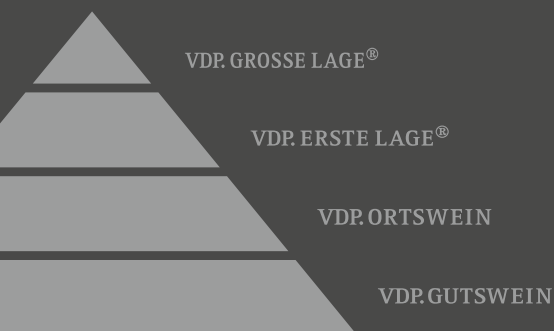 VDP. GROSSE LAGE®
VDP. ERSTE LAGE®
VDP. ORTSWEIN
VDP. GUTSWEIN